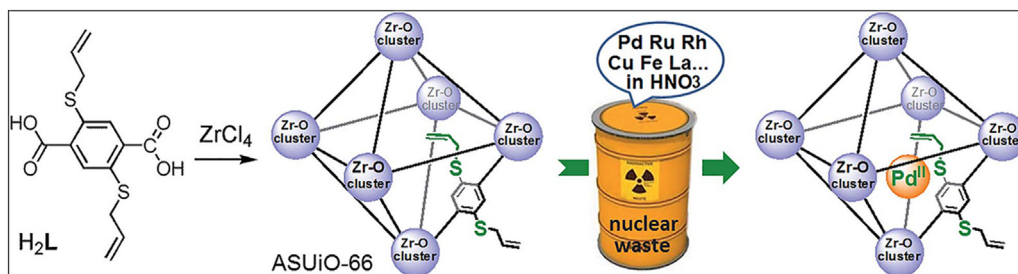 S
HO
O
O
OH
S
H2L
ZrCl4
Zr-O
cluster
Zr-O
cluster
Zr-O
cluster
Zr-O
cluster
Zr-O
cluster
Zr-O
cluster
S
S
ASUiO-66
Pd Ru Rh
Cu Fe La...
in HNO3
RADIOACTIVE
WASTE
nuclear
waste
Zr-O
cluster
Zr-O
cluster
Zr-O
cluster
Zr-O
cluster
Zr-O
cluster
Zr-O
cluster
PdII
S
S